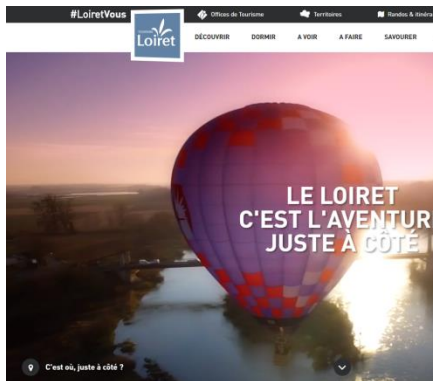 #LoiretVous
Offices de Tourisme
Territoires
Randos & itinéra
Loiret
DÉCOUVRIR
DORMIR
A VOIR
A FAIRE
SAVOURER
LE LOIRET
C'EST L'AVENTUR
JUSTE À CÔTÉ
C'est où, juste à côté ?